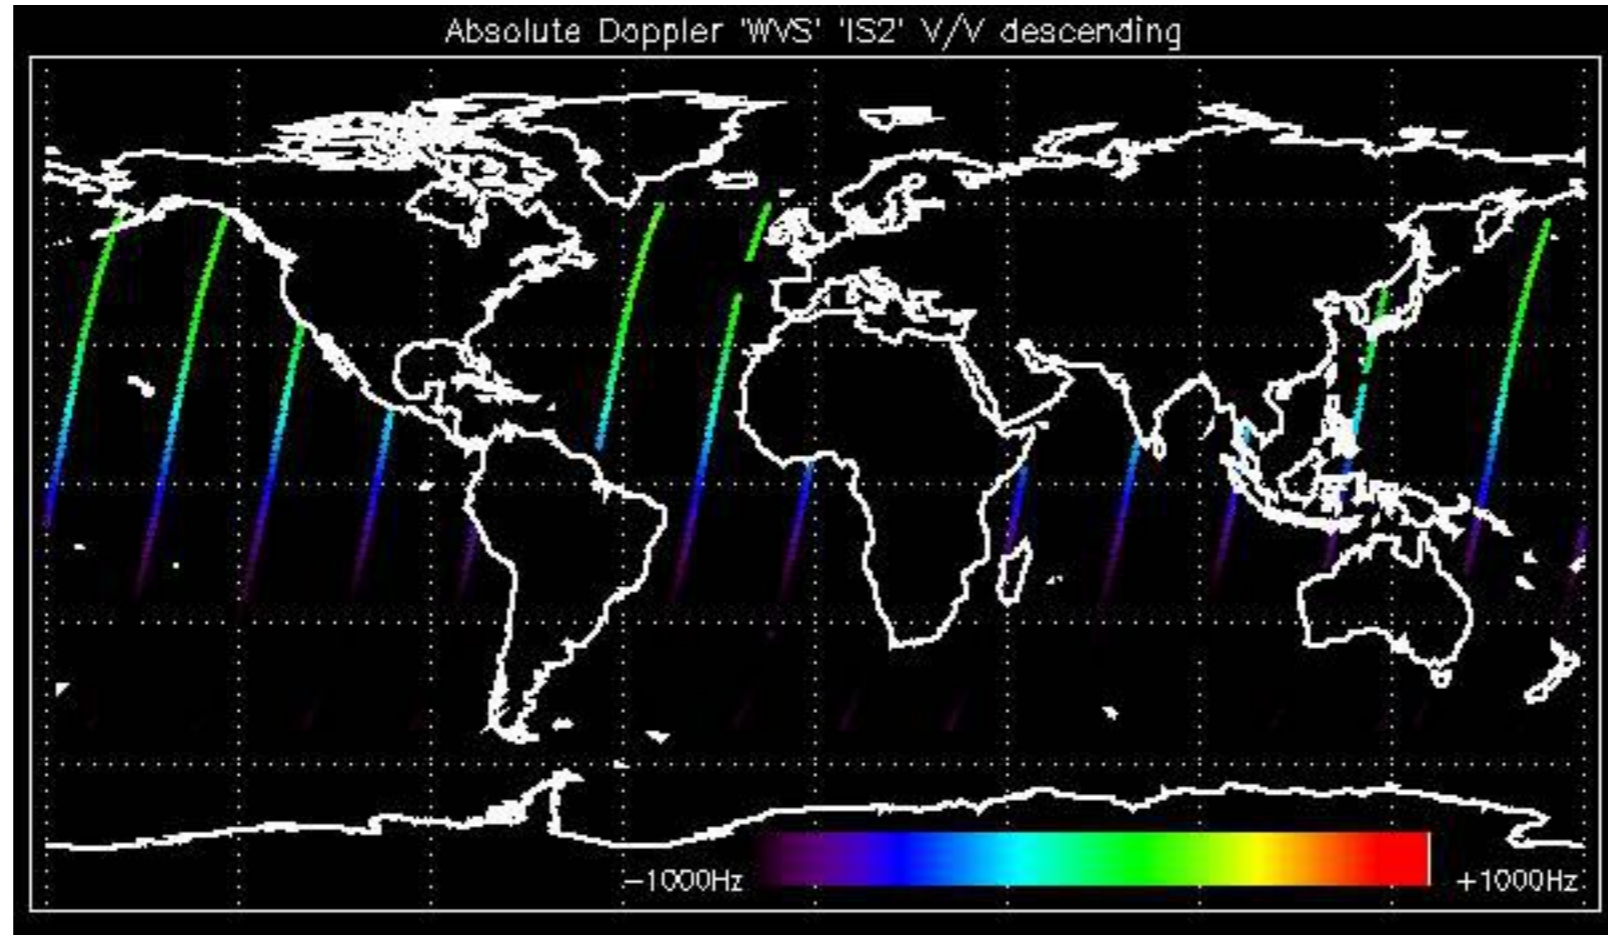 Absolute Doppler 'WVS' 'IS2' V/V descending
−1000Hz
+1000Hz